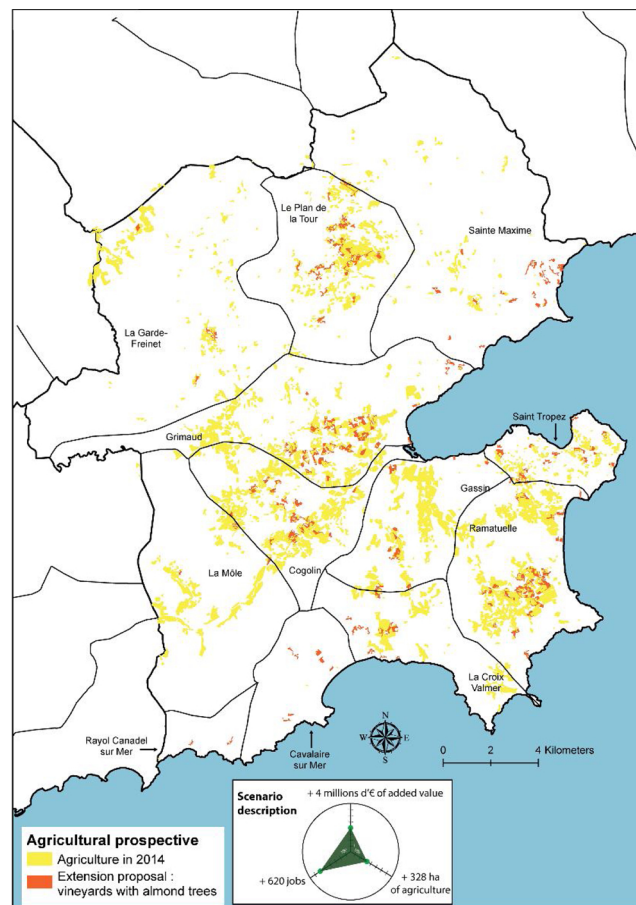 Le Plan de
la Tour
Sainte Maxime
La Garde-
Freinet
Saint Tropez
Grimaud
Gassin
Ramatuelle
La Môle
Cogolin
La Croix
Valmer
Rayol Canadel
sur Mer
Cavalaire
sur Mer
N
W
E
S
0 2 4 Kilometers
Scenario
description
+ 4 millions d'€ of added value
+ 620 jobs
+ 328 ha
of agriculture
Agricultural prospective
Agriculture in 2014
Extension proposal :
vineyards with almond trees